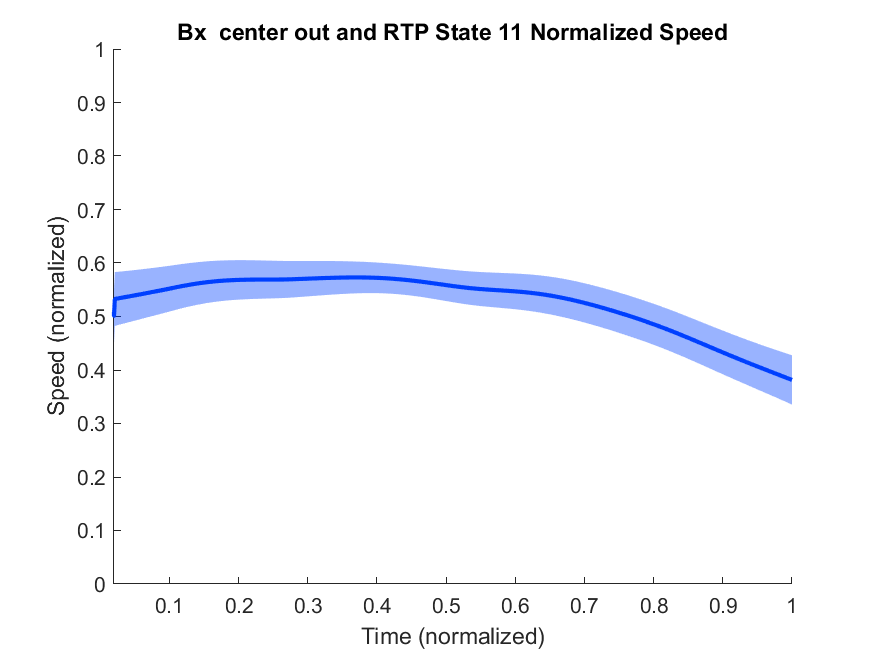 Bx  center out and RTP State 11 Normalized Speed
1
0.9
0.8
0.7
0.6
0.5
0.4
0.3
0.2
0.1
0
Speed (normalized)
0.1 0.2 0.3 0.4 0.5 0.6 0.7 0.8 0.9 1
Time (normalized)